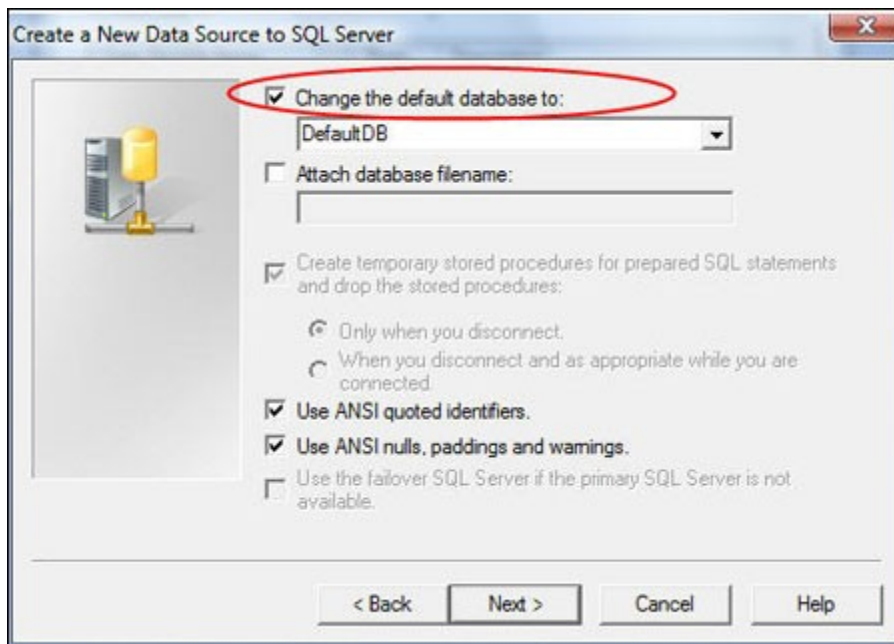 Create a New Data Source to SQL Server
Change the default database to:
DefaultDB
Attach database filename:
Create temporary stored procedures for prepared SQL statements
and drop the stored procedures:
Only when you disconnect.
When you disconnect and as appropriate while you are
connected.
Use ANSI quoted identifiers.
Use ANSI nulls, paddings and warnings.
Use the failover SQL Server if the primary SQL Server is not
available.
< Back
Next >
Cancel
Help